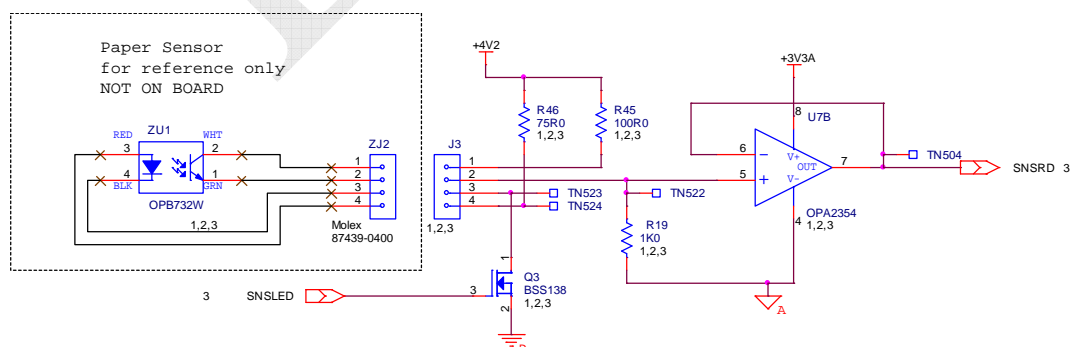 Paper Sensor
for reference only
NOT ON BOARD
RED
ZU1
WHT
3
2
4
1
BLK
GRN
OPB732W
1,2,3
ZJ2
1
2
3
4
Molex
87439-0400
J3
1
2
3
4
1,2,3
+4V2
R46
75R0
1,2,3
R45
100R0
1,2,3
TN523
TN524
TN522
R19
1K0
1,2,3
3 SNSLED
1
3
2
Q3
BSS138
1,2,3
+3V3A
8
U7B
6
5
7
4
V+
OUT
V-
OPA2354
1,2,3
TN504
SNSRD 3
A